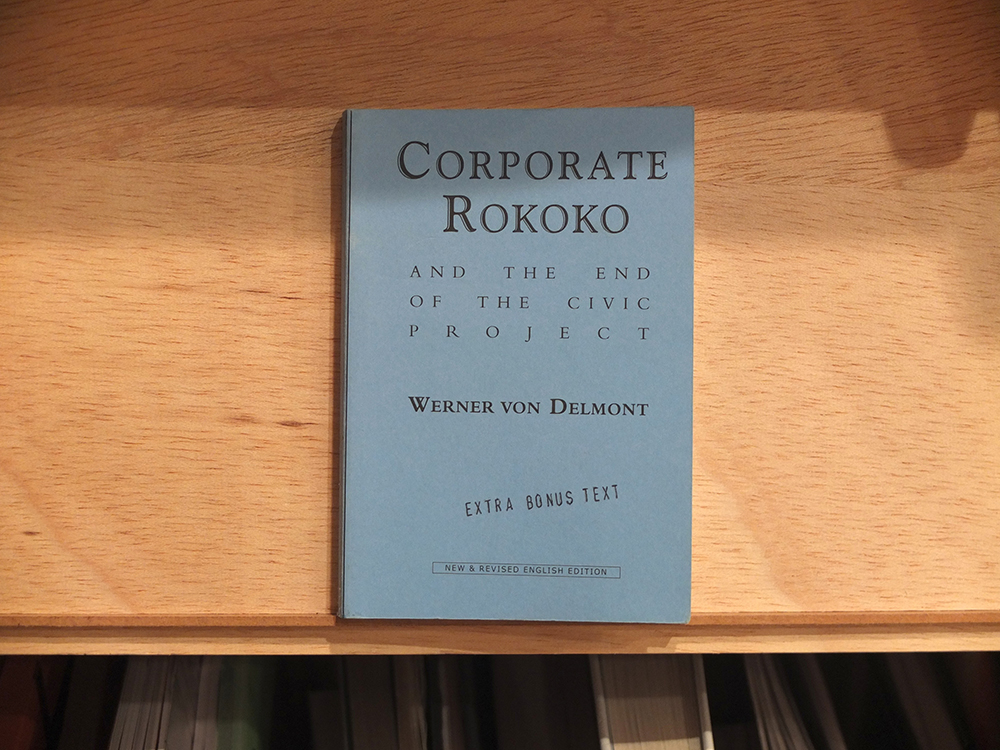 CORPORATE
ROKOKO
AND THE END
OF THE CIVIC
PROJECT
WERNER VON DELMONT
EXTRA BONUS TEXT
NEW & REVISED ENGLISH EDITION